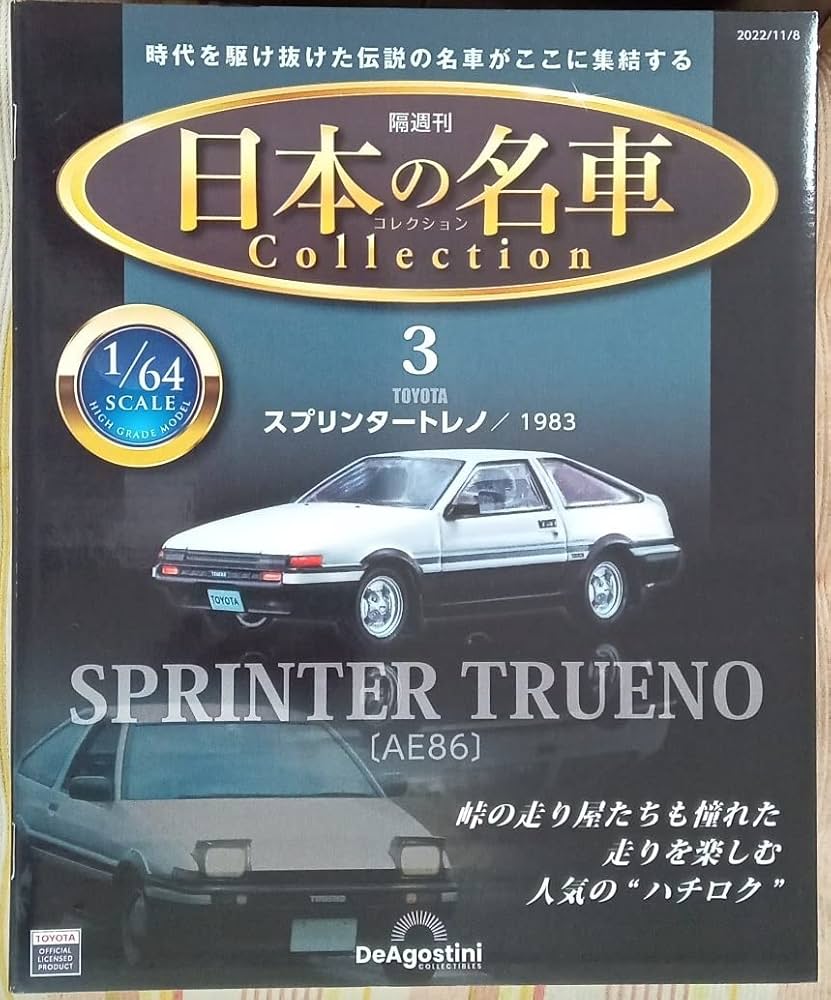 2022/11/8
時代を駆け抜けた伝説の名車がここに集結する
隔週刊
日本の名車
コレクション
Collection
1/64
SCALE
HIGH GRADE MODEL
3
TOYOTA
スプリンタートレノ/1983
TRUENO
TOYOTA
SPRINTER TRUENO
〔AE86〕
峠の走り屋たちも憧れた
走りを楽しむ
人気の“ハチロク”
TRUENO
TOYOTA
OFFICIAL
LICENSED
PRODUCT
DeAGOSTINI
COLLECTIBLES